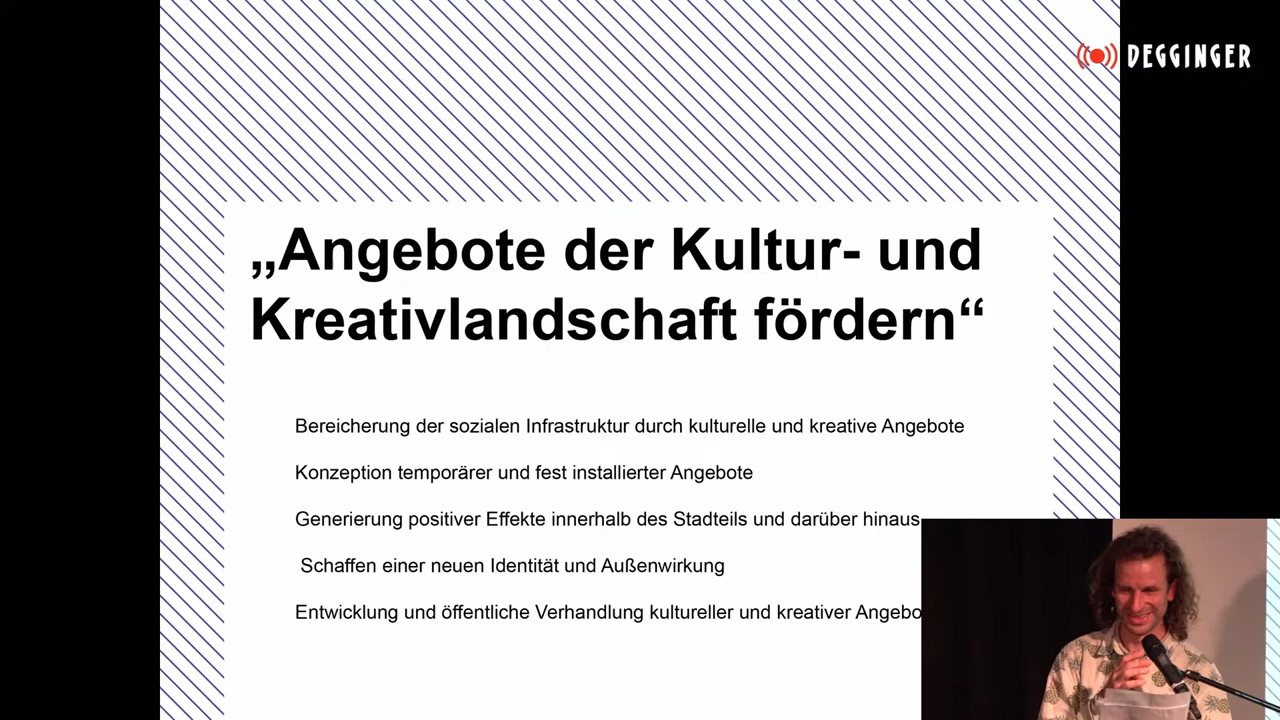 DEGGINGER
„Angebote der Kultur- und
Kreativlandschaft fördern“
Bereicherung der sozialen Infrastruktur durch kulturelle und kreative Angebote
Konzeption temporärer und fest installierter Angebote
Generierung positiver Effekte innerhalb des Stadteils und darüber hinaus
Schaffen einer neuen Identität und Außenwirkung
Entwicklung und öffentliche Verhandlung kultureller und kreativer